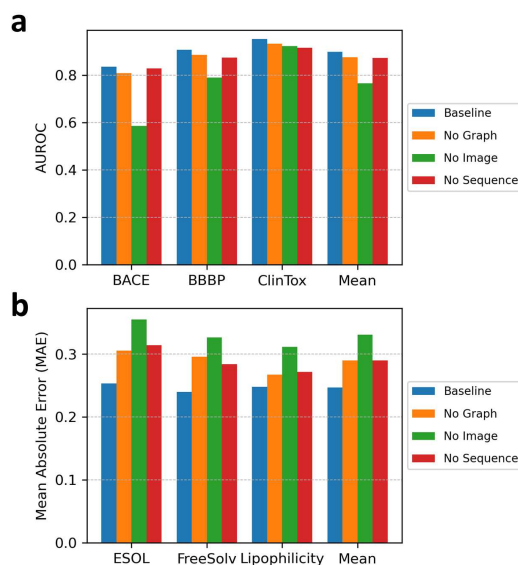 a
AUROC
0.8
0.6
0.4
0.2
0.0
BACE BBBP ClinTox Mean
Baseline
No Graph
No Image
No Sequence
b
Mean Absolute Error (MAE)
0.3
0.2
0.1
0.0
ESOL FreeSolv Lipophilicity Mean
Baseline
No Graph
No Image
No Sequence